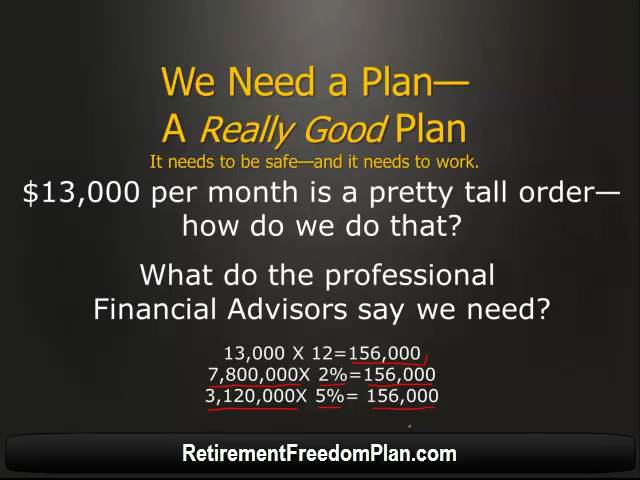 We Need a Plan—
A Really Good Plan
It needs to be safe—and it needs to work.
$13,000 per month is a pretty tall order—
how do we do that?
What do the professional
Financial Advisors say we need?
13,000 X 12=156,000
7,800,000X 2%=156,000
3,120,000X 5%= 156,000
RetirementFreedomPlan.com